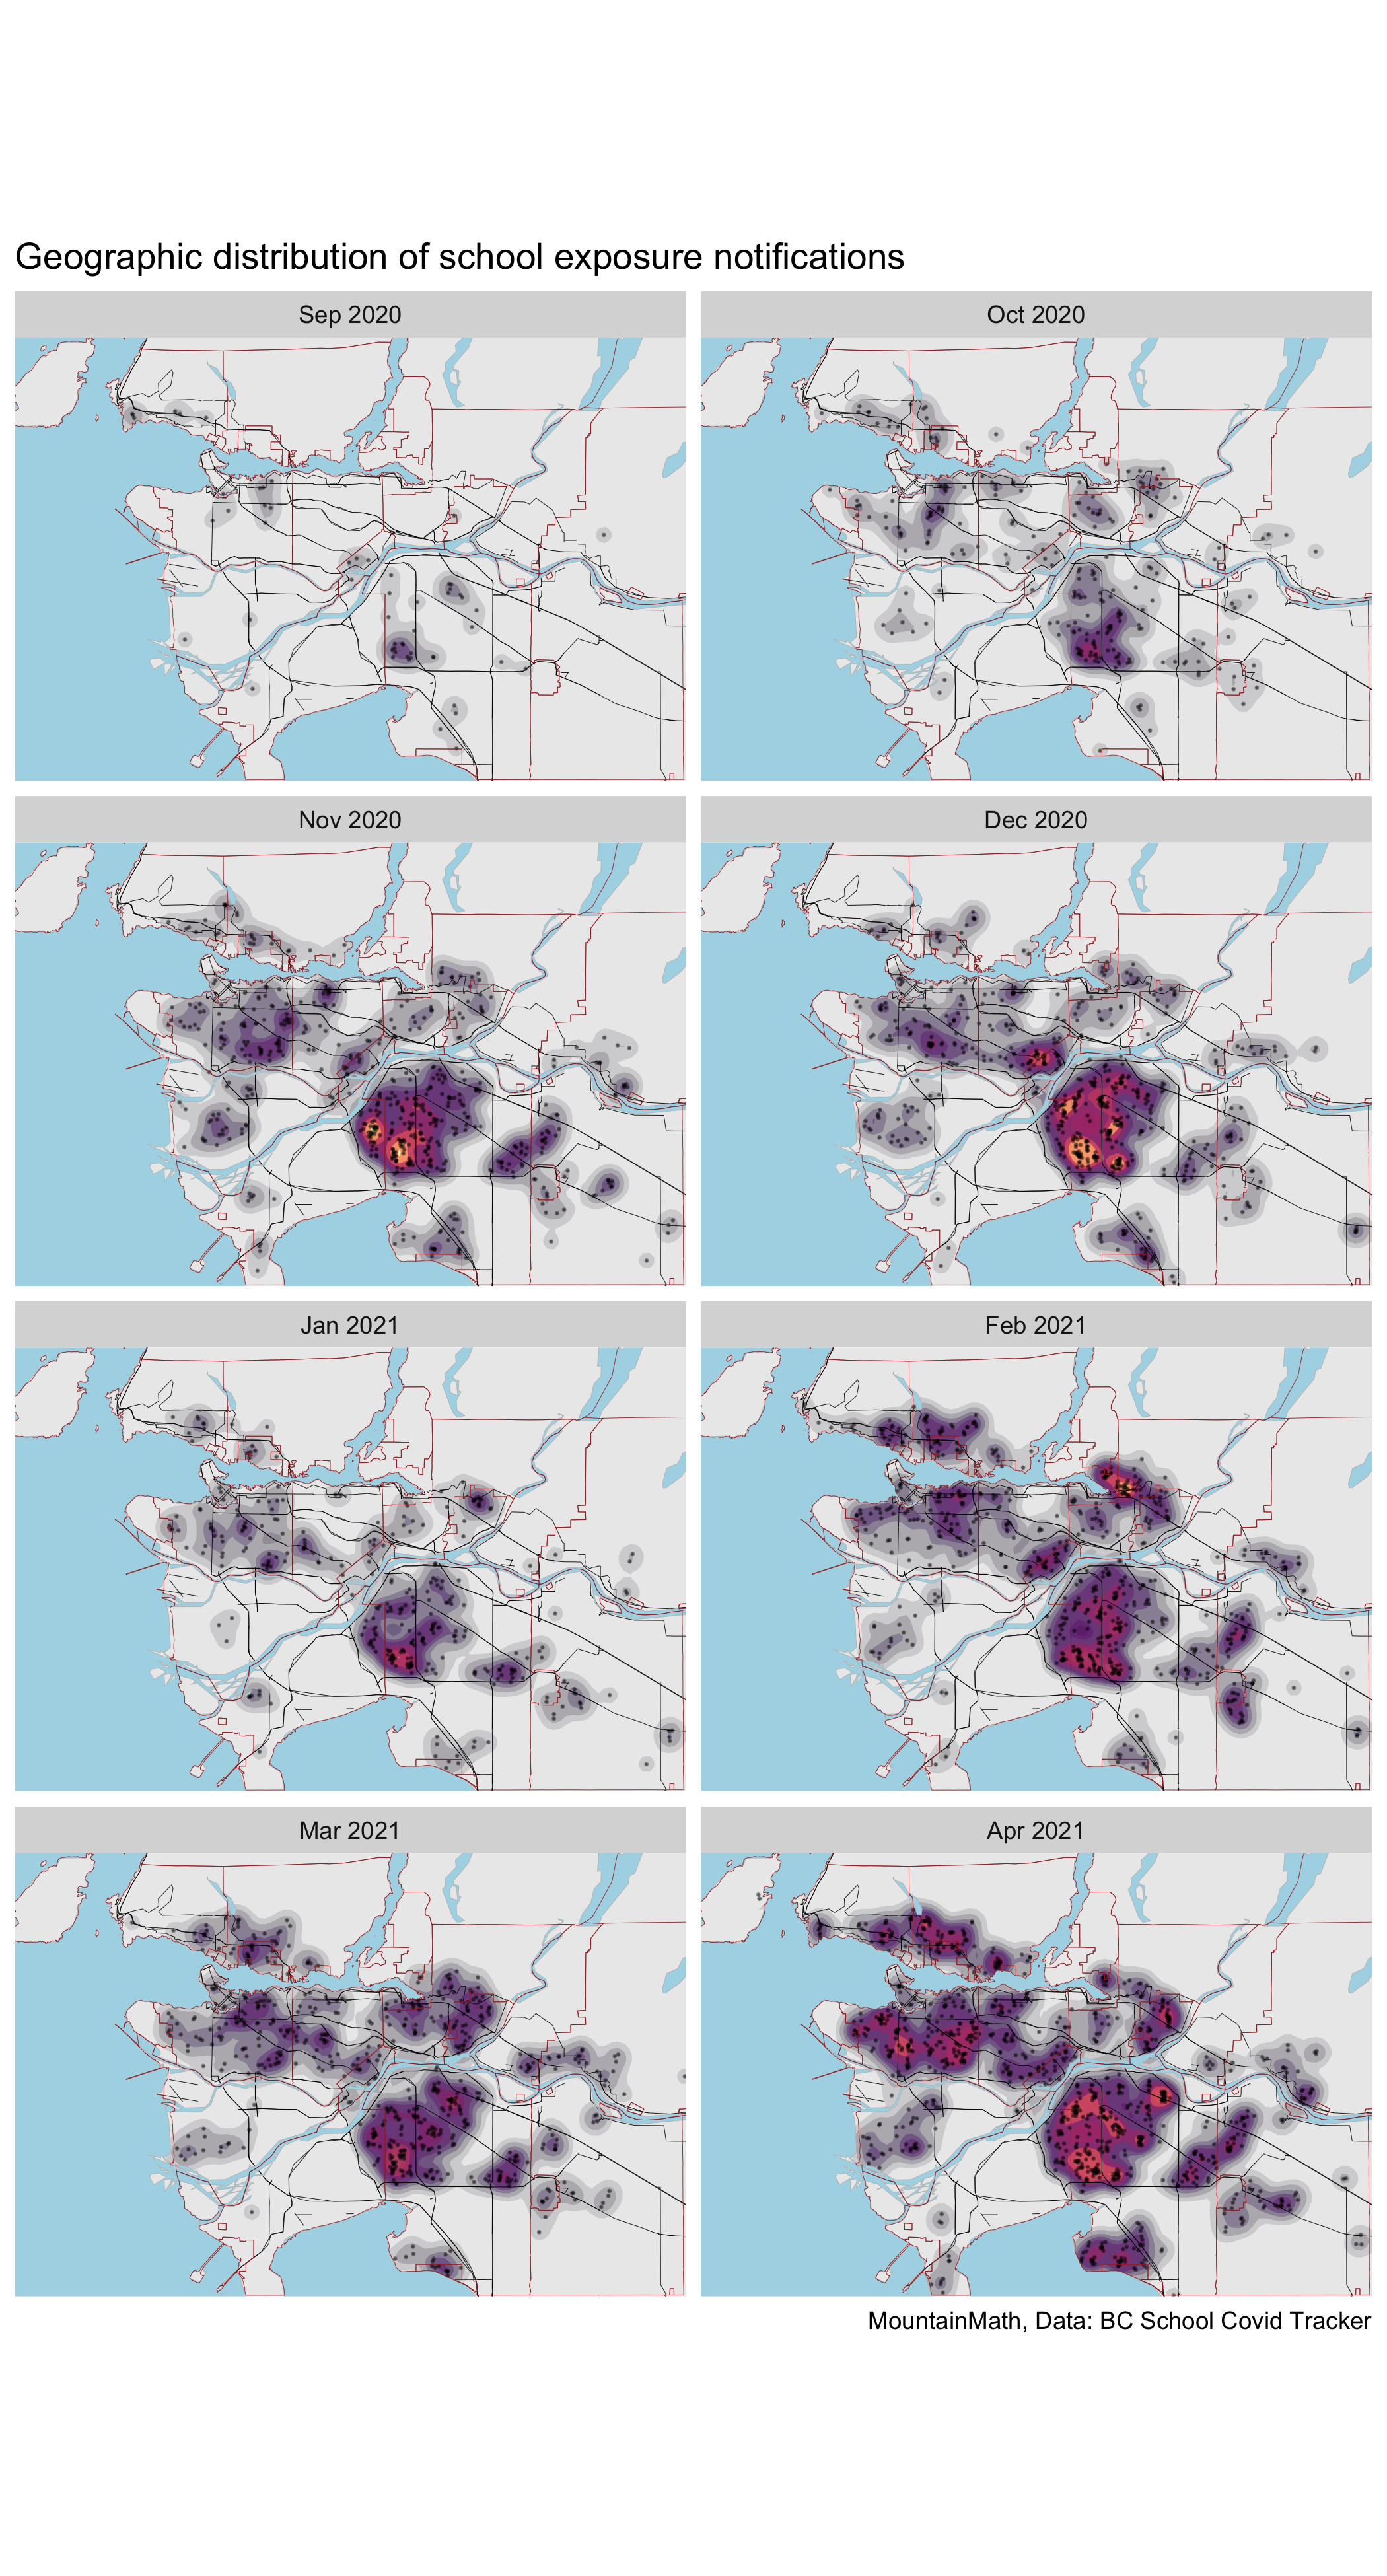 Geographic distribution of school exposure notifications
Sep 2020
Oct 2020
Nov 2020
Dec 2020
Jan 2021
Feb 2021
Mar 2021
Apr 2021
MountainMath, Data: BC School Covid Tracker